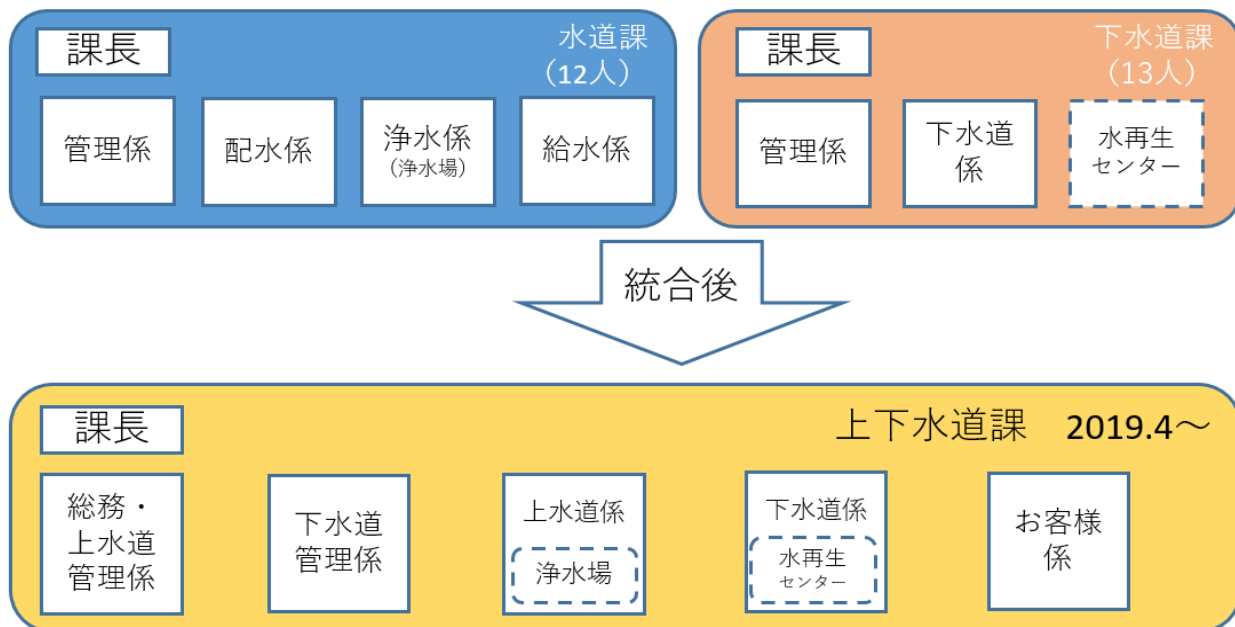 課長
水道課
（12人）
管理係
配水係
浄水係
（浄水場）
給水係
課長
下水道課
（13人）
管理係
下水道
係
水再生
センター
統合後
課長
上下水道課　2019.4～
総務・
上水道
管理係
下水道
管理係
上水道係
浄水場
下水道係
水再生
センター
お客様
係